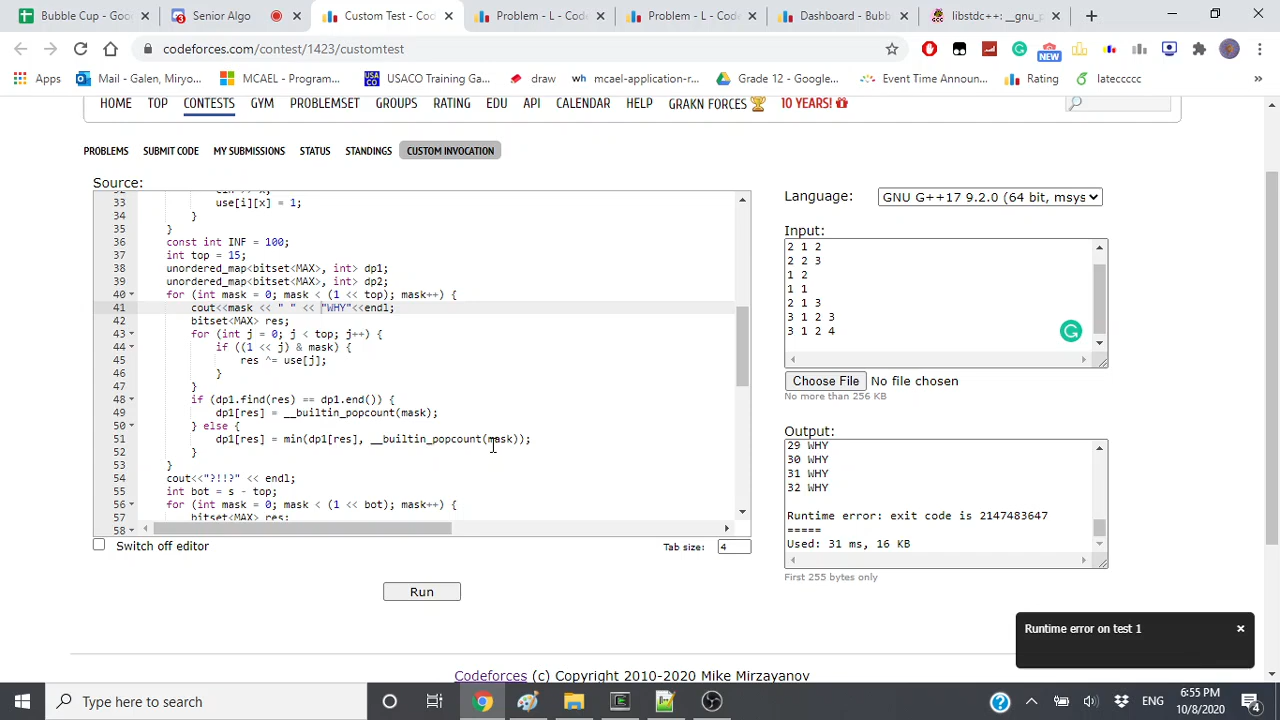 Bubble Cup - Goo
Senior Algo
Custom Test - Co
Problem - L - Cod
Problem - L - Cod
Dashboard - Bubb
libstdc++: __gnu_p
codeforces.com/contest/1423/customtest
NEW
Apps
Mail - Galen, Miryo...
MCAEL - Program...
USACO Training Gat...
draw
wh mcael-application-r...
Grade 12 - Google...
Event Time Announ...
Rating
lateccccc
»
HOME TOP CONTESTS GYM PROBLEMSET GROUPS RATING EDU API CALENDAR HELP GRAKN FORCES 10 YEARS!
PROBLEMS SUBMIT CODE MY SUBMISSIONS STATUS STANDINGS CUSTOM INVOCATION
Source:
33 use[i][x] = 1;
34 }
35 }
36 const int INF = 100;
37 int top = 15;
38 unordered_map<bitset<MAX>, int> dp1;
39 unordered_map<bitset<MAX>, int> dp2;
40 for (int mask = 0; mask < (1 << top); mask++) {
41 cout<<mask << " " << "WHY"<<endl;
42 bitset<MAX> res;
43 for (int j = 0; j < top; j++) {
44 if ((1 << j) & mask) {
45 res ^= use[j];
46 }
47 }
48 if (dp1.find(res) == dp1.end()) {
49 dp1[res] = __builtin_popcount(mask);
50 } else {
51 dp1[res] = min(dp1[res], __builtin_popcount(mask));
52 }
53 }
54 cout<<"?!!?" << endl;
55 int bot = s - top;
56 for (int mask = 0; mask < (1 << bot); mask++) {
57 bitset<MAX> res;
58
Switch off editor
Tab size: 4
Run
Language: GNU G++17 9.2.0 (64 bit, msys
Input:
2 1 2
2 2 3
1 2
1 1
2 1 3
3 1 2 3
3 1 2 4
Choose File No file chosen
No more than 256 KB
Output:
29 WHY
30 WHY
31 WHY
32 WHY
Runtime error: exit code is 2147483647
=====
Used: 31 ms, 16 KB
First 255 bytes only
Runtime error on test 1
Codeforces (c) Copyright 2010-2020 Mike Mirzayanov
Type here to search
ENG
6:55 PM
10/8/2020
4